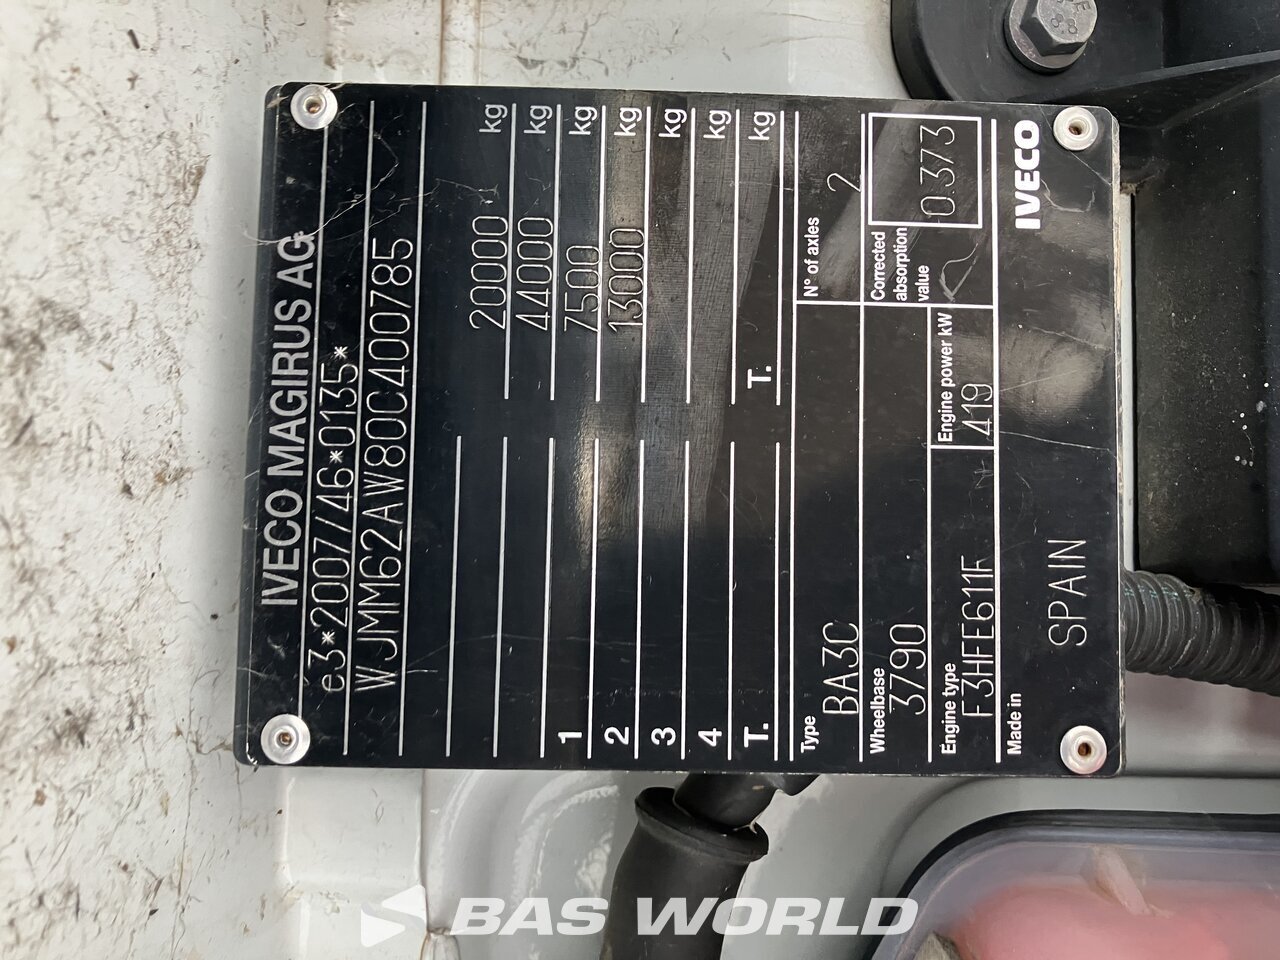 IVECO MAGIRUS AG
e3*2007/46*0135*
WJMM62AW80C400785
20000 kg
44000 kg
1 7500 kg
2 13000 kg
3 kg
4 kg
T. T. kg
Type BA3C N° of axles 2
Wheelbase 3790 Corrected absorption value 0.373
Engine type F3HFE611F Engine power kW 419
Made in SPAIN IVECO
8.8
BAS WORLD